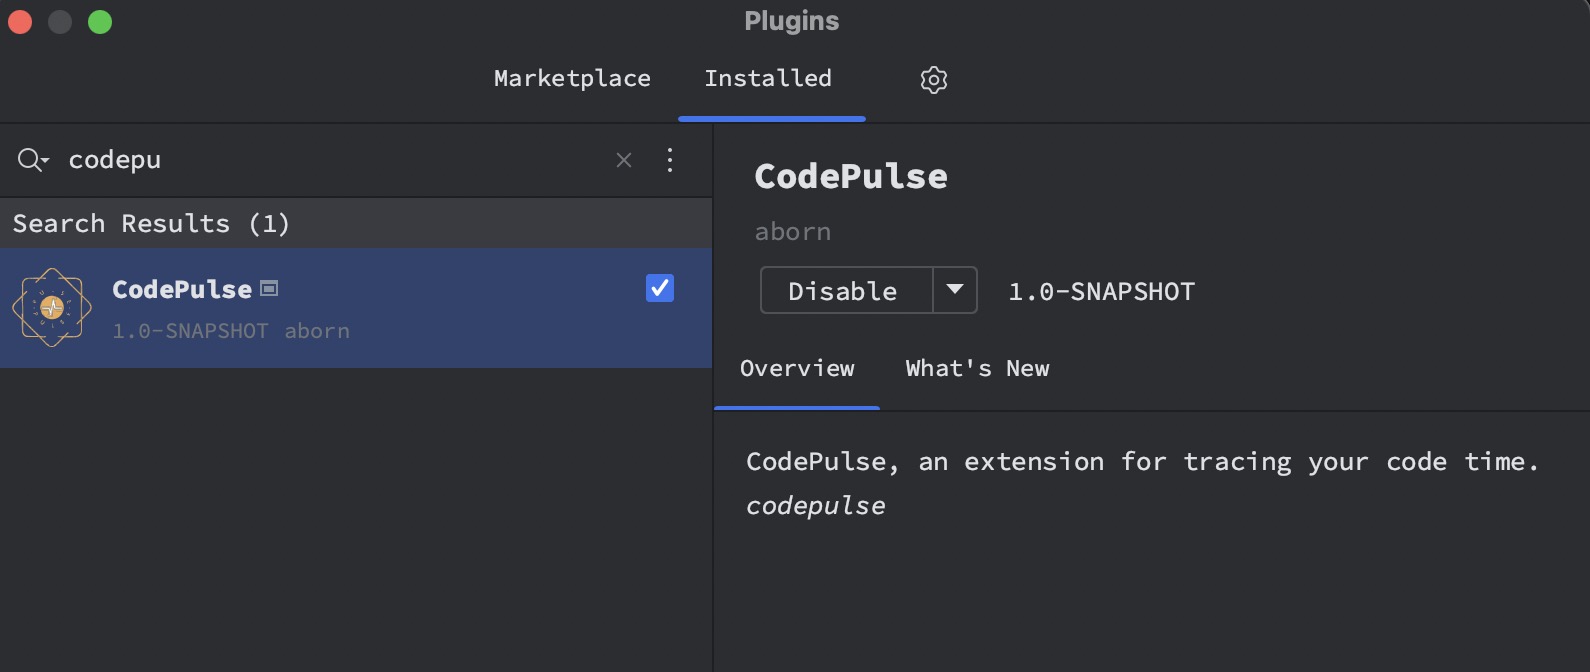 Plugins
Marketplace Installed
codepu
Search Results (1)
CodePulse
1.0-SNAPSHOT aborn
CodePulse
aborn
Disable 1.0-SNAPSHOT
Overview What's New
CodePulse, an extension for tracing your code time.
codepulse